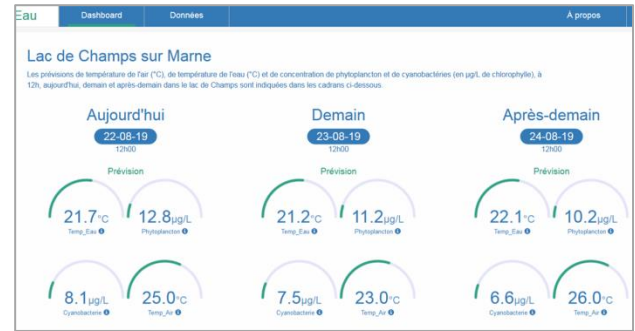 Eau
Dashboard
Données
À propos
Lac de Champs sur Marne
Les prévisions de température de l'air (°C), de température de l'eau (°C) et de concentration de phytoplancton et de cyanobactéries (en µg/L de chlorophylle), à
12h, aujourd'hui, demain et après-demain dans le lac de Champs sont indiquées dans les cadrans ci-dessous.
Aujourd'hui
22-08-19
12h00
Prévision
21.7°C
Temp_Eau
12.8µg/L
Phytoplancton
8.1µg/L
Cyanobacterie
25.0°C
Temp_Air
Demain
23-08-19
12h00
Prévision
21.2°C
Temp_Eau
11.2µg/L
Phytoplancton
7.5µg/L
Cyanobacterie
23.0°C
Temp_Air
Après-demain
24-08-19
12h00
Prévision
22.1°C
Temp_Eau
10.2µg/L
Phytoplancton
6.6µg/L
Cyanobacterie
26.0°C
Temp_Air